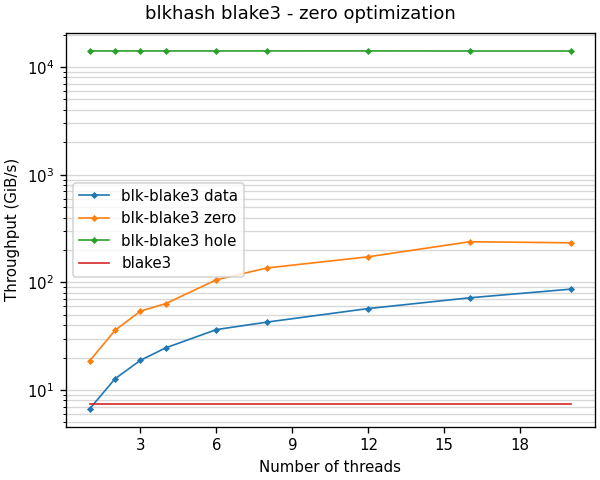 blkhash blake3 - zero optimization
Throughput (GiB/s)
10⁴
10³
10²
10¹
blk-blake3 data
blk-blake3 zero
blk-blake3 hole
blake3
3 6 9 12 15 18
Number of threads